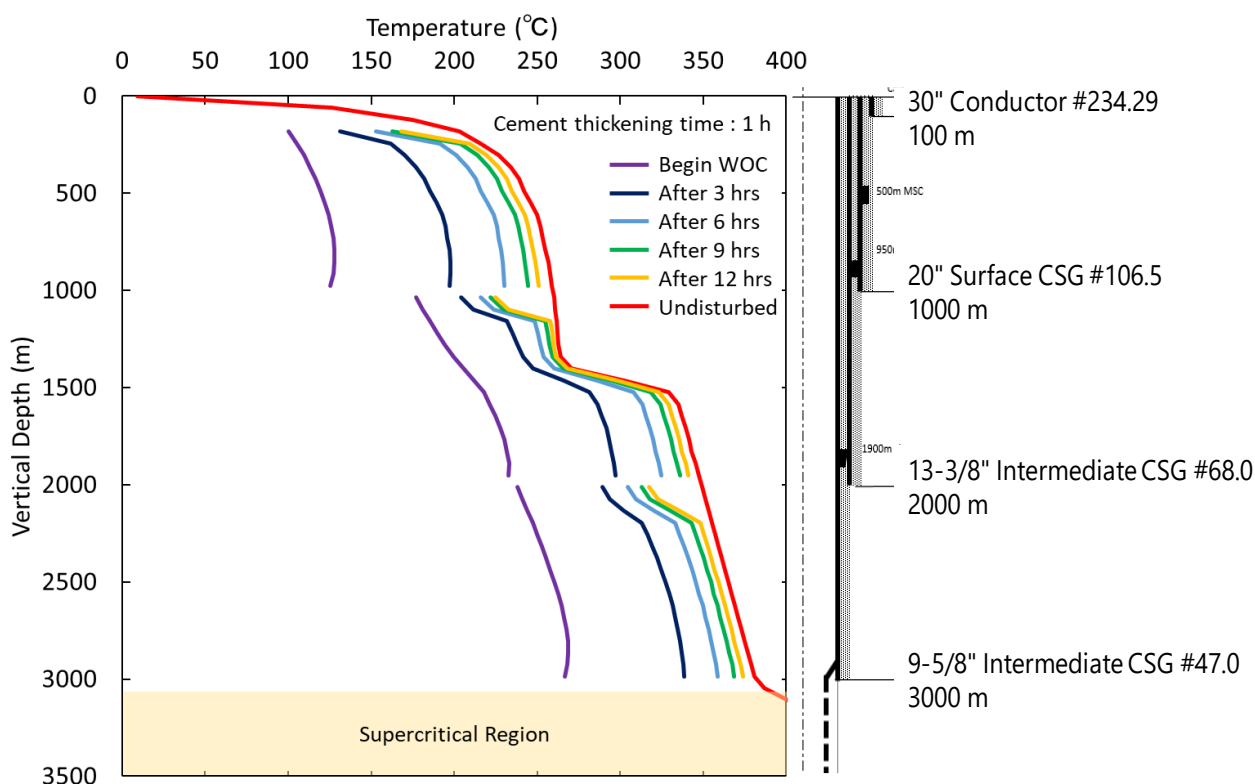 Temperature (℃)
0 50 100 150 200 250 300 350 400
0
500
1000
1500
2000
2500
3000
3500
Vertical Depth (m)
Cement thickening time : 1 h
Begin WOC
After 3 hrs
After 6 hrs
After 9 hrs
After 12 hrs
Undisturbed
Supercritical Region
30" Conductor #234.29
100 m
500m MSC
20" Surface CSG #106.5
1000 m
1900m
13-3/8" Intermediate CSG #68.0
2000 m
9-5/8" Intermediate CSG #47.0
3000 m